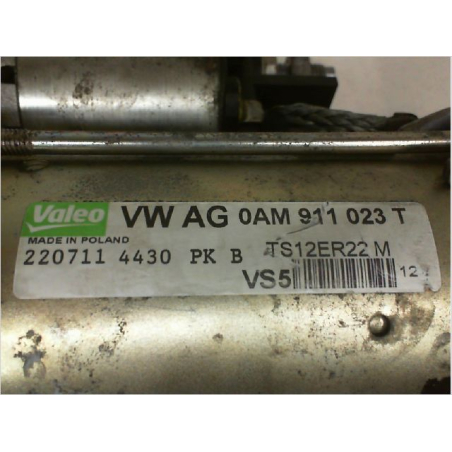 Valeo VW AG 0AM 911 023 T
MADE IN POLAND
220711 4430 PK B TS12ER22 M
VS5 12